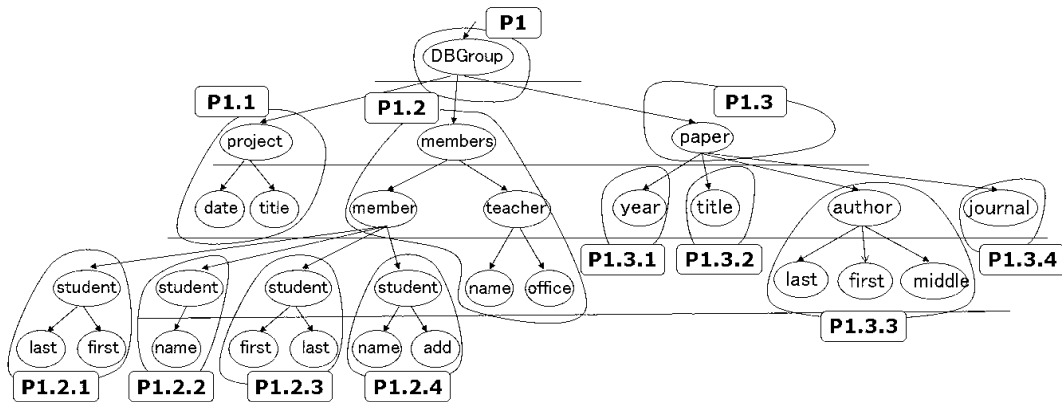 P1
DBGroup
P1.1
P1.2
P1.3
project
members
paper
date
title
member
teacher
year
title
author
journal
P1.3.1
P1.3.2
P1.3.4
student
student
student
student
name
office
last
first
middle
P1.3.3
last
first
name
first
last
name
add
P1.2.1
P1.2.2
P1.2.3
P1.2.4